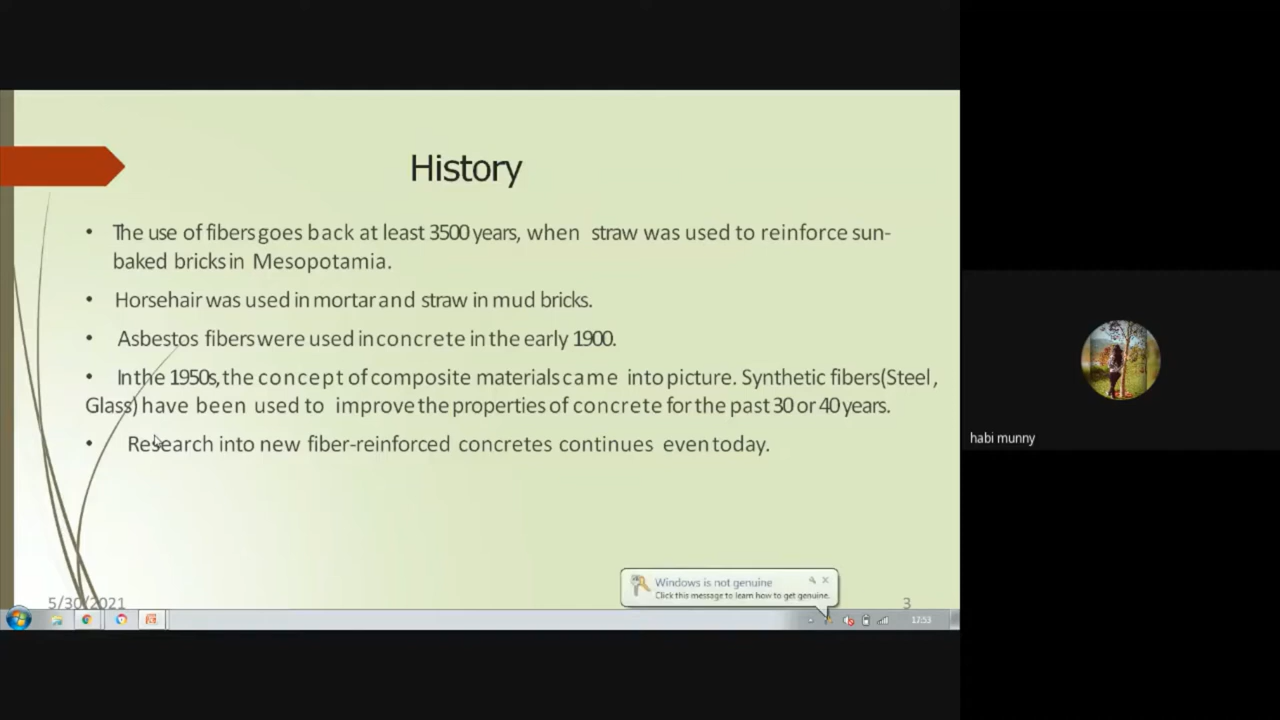 History
• The use of fibers goes back at least 3500 years, when straw was used to reinforce sun-
baked bricks in Mesopotamia.
• Horsehair was used in mortar and straw in mud bricks.
• Asbestos fibers were used in concrete in the early 1900.
• In the 1950s, the concept of composite materials came into picture. Synthetic fibers(Steel,
Glass) have been used to improve the properties of concrete for the past 30 or 40 years.
• Research into new fiber-reinforced concretes continues even today.
habi munny
Windows is not genuine
Click this message to learn how to get genuine.
5/30/2021
3
17:53